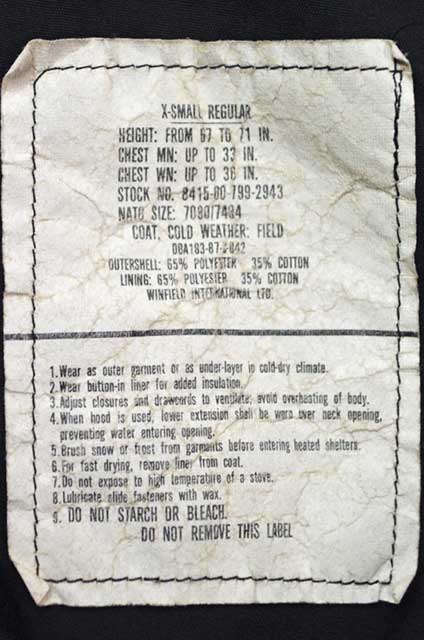 X-SMALL REGULAR
HEIGHT: FROM 67 TO 71 IN.
CHEST MN: UP TO 33 IN.
CHEST WN: UP TO 36 IN.
STOCK NO. 8415-00-799-2943
NATO SIZE: 7080/7484
COAT, COLD WEATHER: FIELD
OUTERSHELL: 65% POLYESTER 35% COTTON
LINING: 65% POLYESTER 35% COTTON
WINFIELD INTERNATIONAL LTD.
1. Wear as outer garment or as under-layer in cold-dry climate.
2. Wear button-in liner for added insulation.
3. Adjust closures and drawcords to ventilate, avoid overheating of body.
4. When hood is used, lower extension shall be worn over neck opening,
preventing water entering opening.
5. Brush snow or frost from garments before entering heated shelters.
6. For fast drying, remove liner from coat.
7. Do not expose to high temperature of a stove.
8. Lubricate slide fasteners with wax.
9. DO NOT STARCH OR BLEACH.
DO NOT REMOVE THIS LABEL